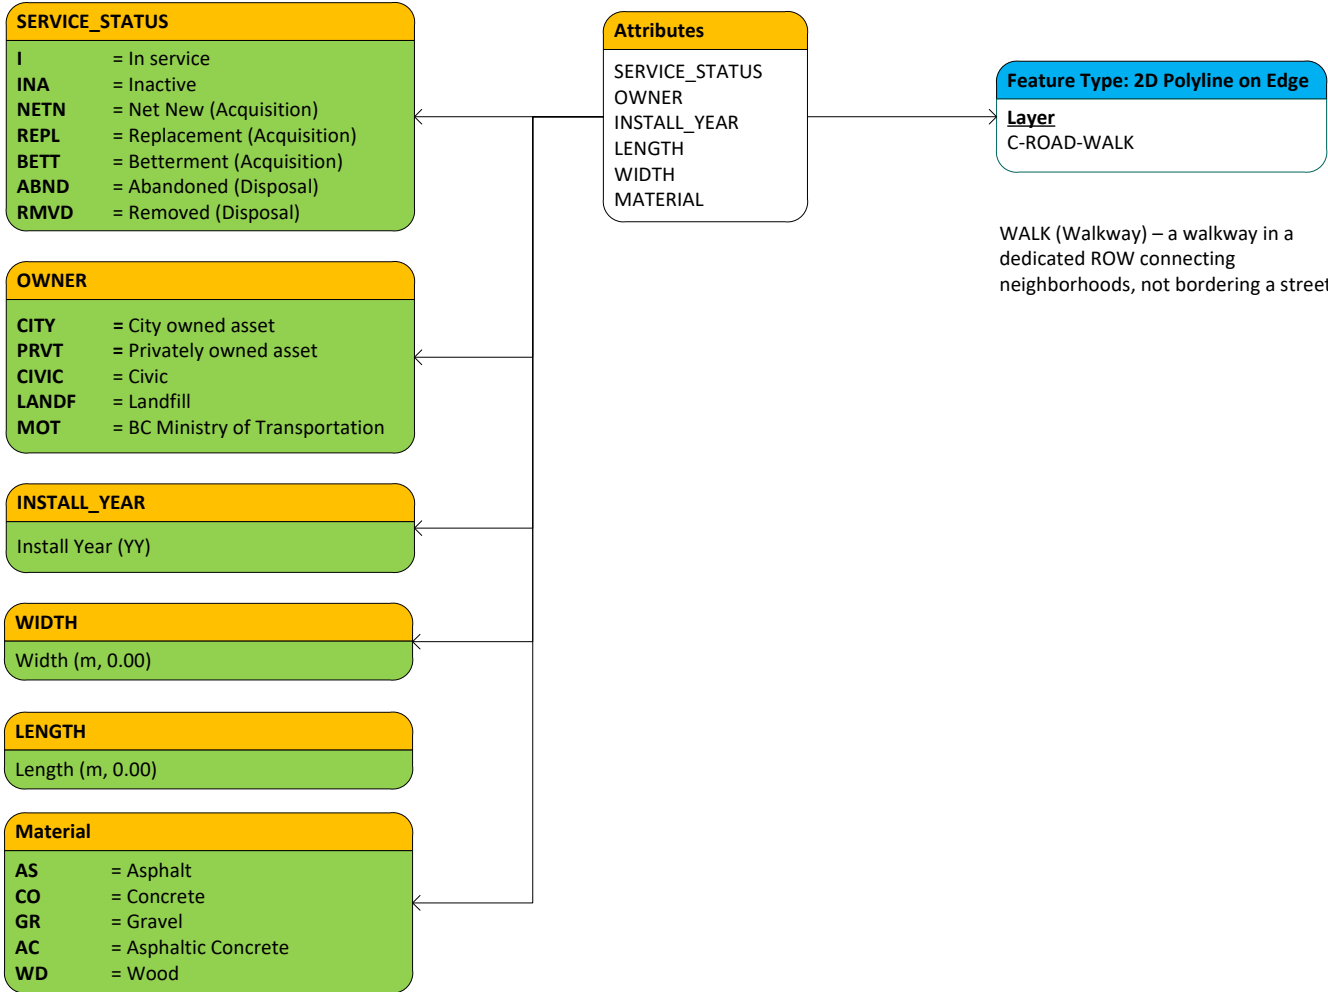 SERVICE_STATUS
I = In service
INA = Inactive
NETN = Net New (Acquisition)
REPL = Replacement (Acquisition)
BETT = Betterment (Acquisition)
ABND = Abandoned (Disposal)
RMVD = Removed (Disposal)
OWNER
CITY = City owned asset
PRVT = Privately owned asset
CIVIC = Civic
LANDF = Landfill
MOT = BC Ministry of Transportation
INSTALL_YEAR
Install Year (YY)
WIDTH
Width (m, 0.00)
LENGTH
Length (m, 0.00)
Material
AS = Asphalt
CO = Concrete
GR = Gravel
AC = Asphaltic Concrete
WD = Wood
Attributes
SERVICE_STATUS
OWNER
INSTALL_YEAR
LENGTH
WIDTH
MATERIAL
Feature Type: 2D Polyline on Edge
Layer
C-ROAD-WALK
WALK (Walkway) – a walkway in a
dedicated ROW connecting
neighborhoods, not bordering a street